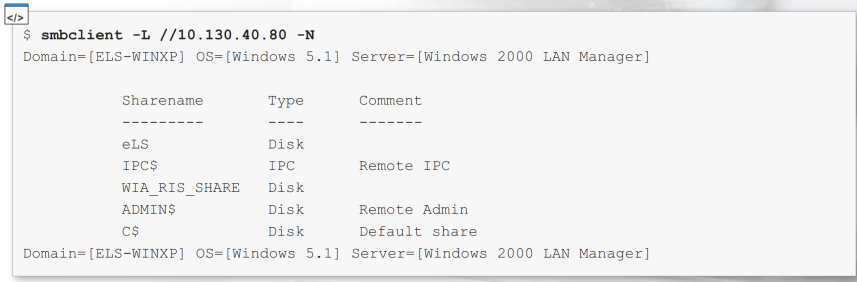 </>
$ smbclient -L //10.130.40.80 -N
Domain=[ELS-WINXP] OS=[Windows 5.1] Server=[Windows 2000 LAN Manager]
Sharename Type Comment
--------- ---- -------
eLS Disk
IPC$ IPC Remote IPC
WIA_RIS_SHARE Disk
ADMIN$ Disk Remote Admin
C$ Disk Default share
Domain=[ELS-WINXP] OS=[Windows 5.1] Server=[Windows 2000 LAN Manager]